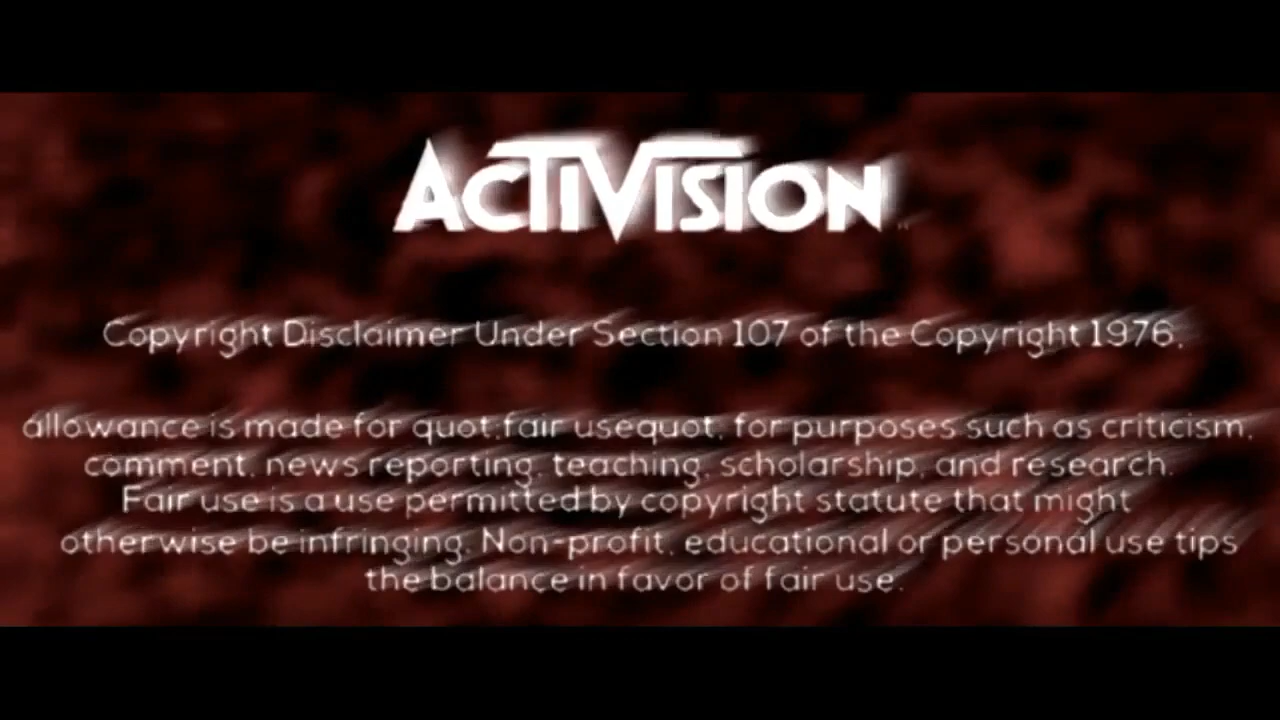 ACTIVISION
Copyright Disclaimer Under Section 107 of the Copyright 1976,
allowance is made for quot;fair usequot; for purposes such as criticism,
comment, news reporting, teaching, scholarship, and research.
Fair use is a use permitted by copyright statute that might
otherwise be infringing. Non-profit, educational or personal use tips
the balance in favor of fair use.